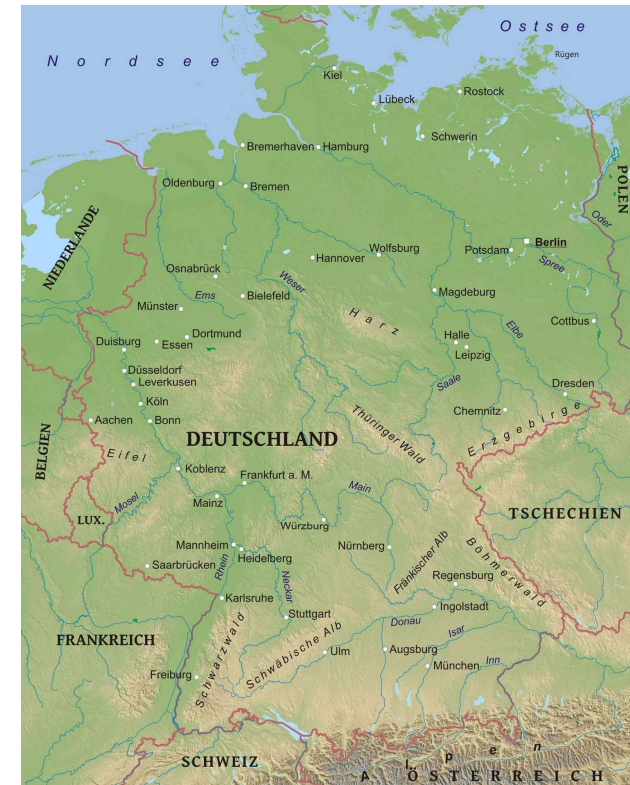 Nordsee
Ostsee
Rügen
Kiel
Lübeck
Rostock
Schwerin
Bremerhaven
Hamburg
Oldenburg
Bremen
POLEN
Oder
NIEDERLANDE
Berlin
Potsdam
Spree
Wolfsburg
Hannover
Osnabrück
Weser
Ems
Bielefeld
Magdeburg
Münster
Harz
Cottbus
Elbe
Dortmund
Essen
Duisburg
Halle
Leipzig
Düsseldorf
Leverkusen
Saale
Dresden
Köln
Chemnitz
Erzgebirge
Aachen
Bonn
Thüringer Wald
DEUTSCHLAND
BELGIEN
Eifel
Koblenz
Frankfurt a. M.
Main
Mosel
Mainz
LUX.
TSCHECHIEN
Würzburg
Mannheim
Heidelberg
Nürnberg
Fränkischer Alb
Böhmerwald
Saarbrücken
Rhein
Neckar
Regensburg
Karlsruhe
Ingolstadt
Stuttgart
Donau
Isar
FRANKREICH
Schwarzwald
Schwäbische Alb
Ulm
Augsburg
München
Inn
Freiburg
SCHWEIZ
Alpen
ÖSTERREICH